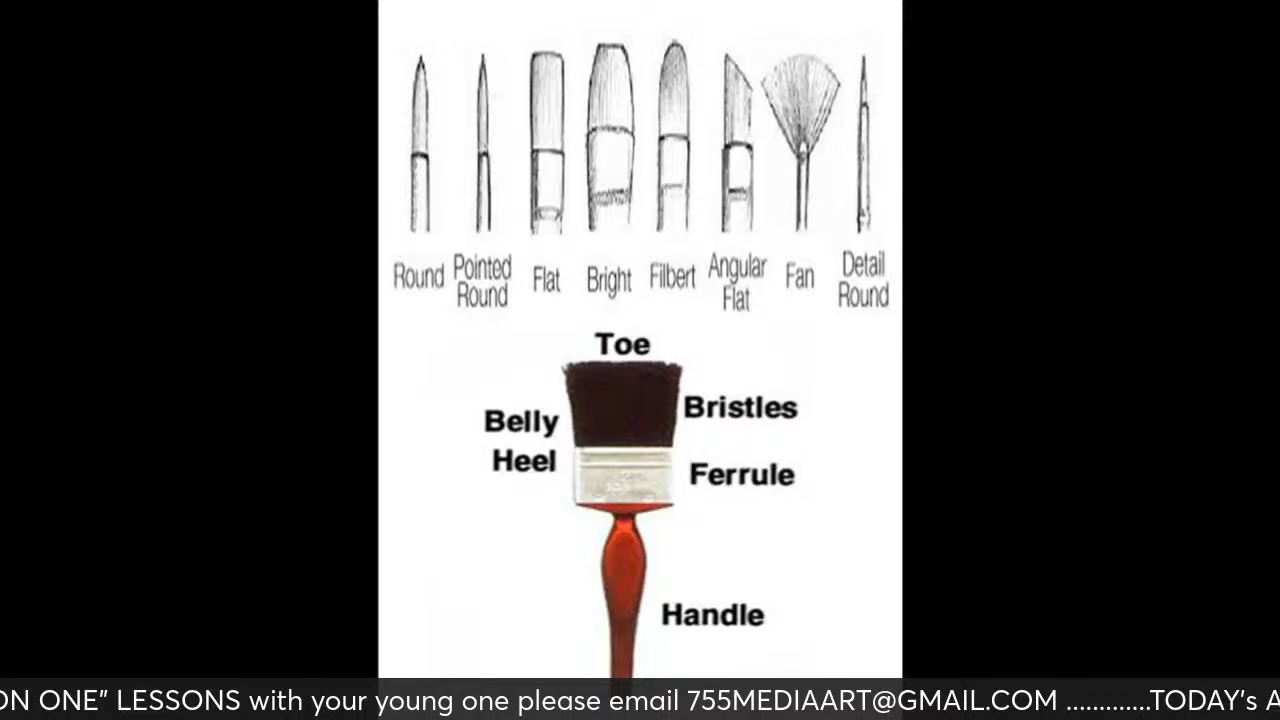 Round Pointed Round Flat Bright Filbert Angular Flat Fan Detail Round
Toe
Belly Bristles
Heel Ferrule
Handle
ON ONE” LESSONS with your young one please email 755MEDIAART@GMAIL.COM .............TODAY's A